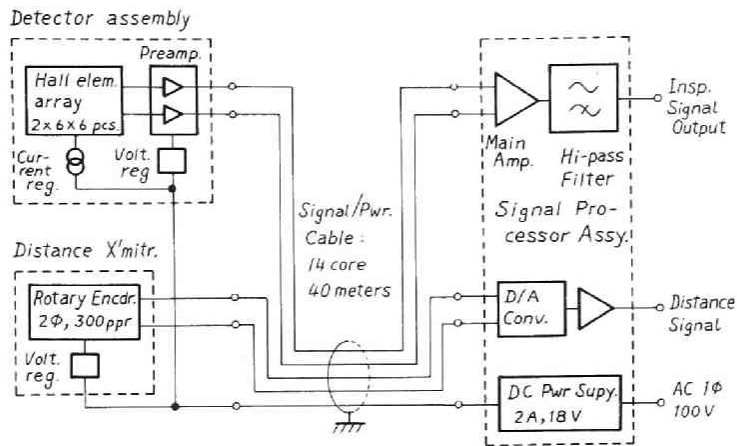 Detector assembly
Preamp.
Hall elem.
array
2×6×6 pcs.
Cur-
rent
reg.
Volt.
reg
Distance X'mitr.
Rotary Encdr.
2Φ, 300ppr
Volt.
reg.
Signal/Pwr.
Cable :
14 core
40 meters
Main
Amp.
Hi-pass
Filter
Signal Pro-
cessor Assy.
D/A
Conv.
DC Pwr Supy.
2A, 18V
Insp.
Signal
Output
Distance
Signal
AC 1Φ
100V